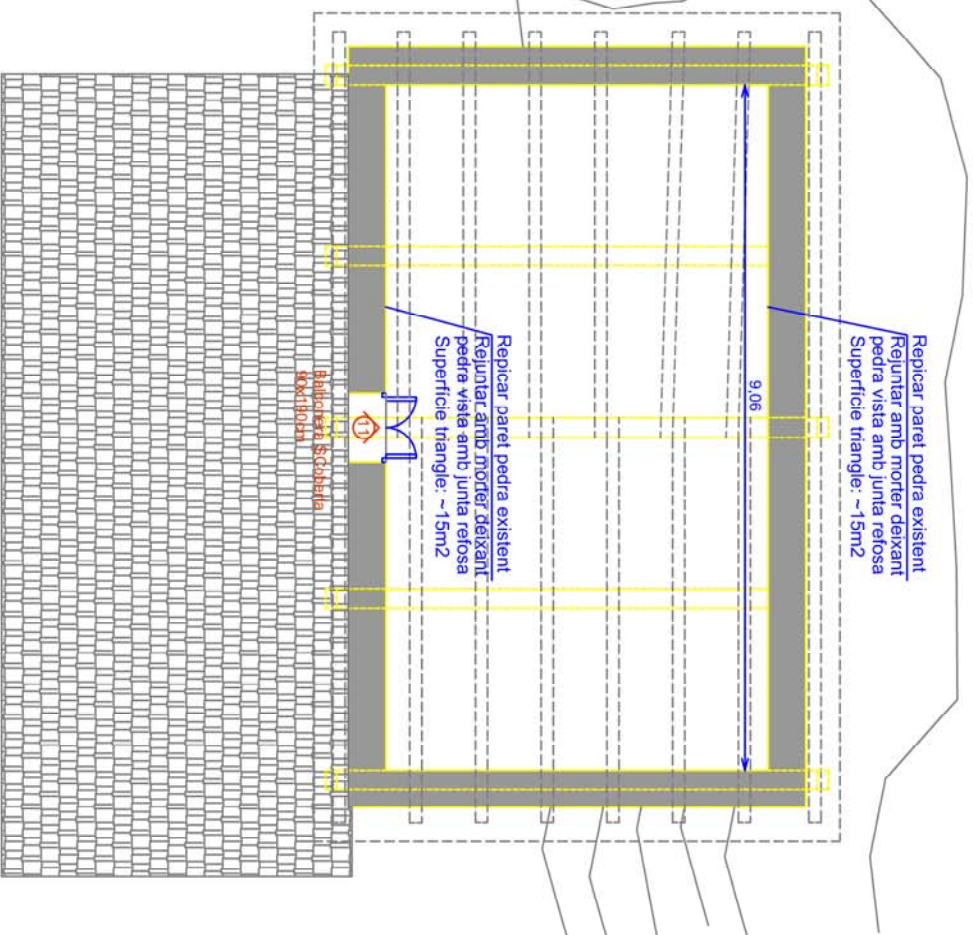 Repicar paret pedra existent
Rejuntar amb morter deixant
pedra vista amb junta refosa
Superfície triangle: ~15m2
9,06
Repicar paret pedra existent
Rejuntar amb morter deixant
pedra vista amb junta refosa
Superfície triangle: ~15m2
11
Balconera SCoberta
90x190cm